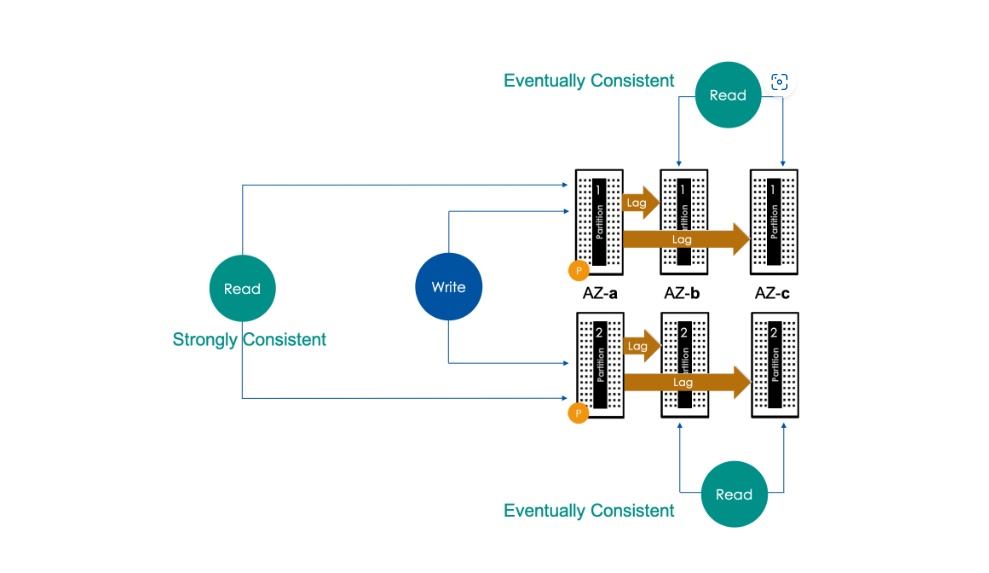 Eventually Consistent
Read
1
Partition
Lag
1
Partition
Lag
1
Partition
P
AZ-a
AZ-b
AZ-c
Read
Strongly Consistent
Write
2
Partition
Lag
2
Partition
Lag
2
Partition
P
Read
Eventually Consistent